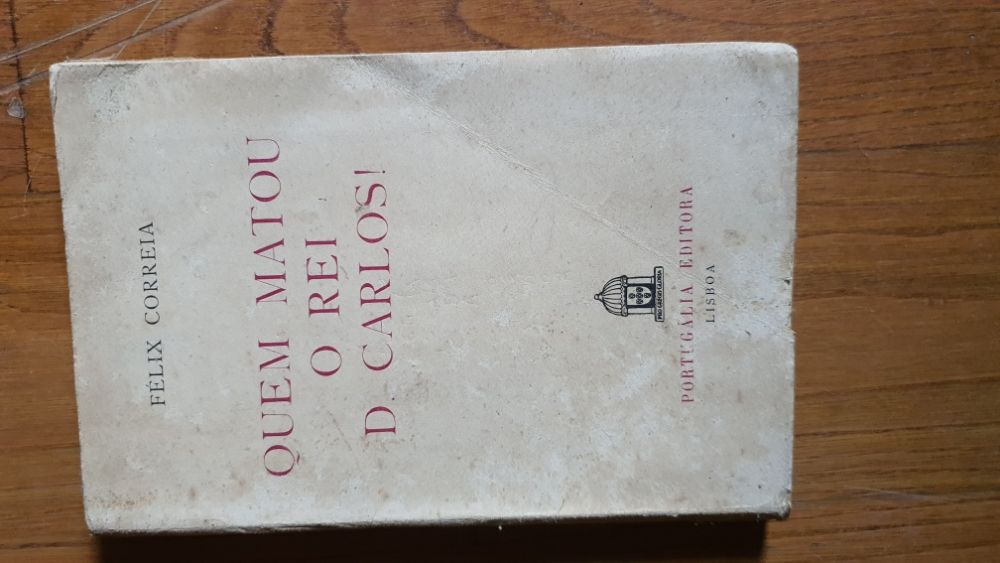 FÉLIX CORREIA
QUEM MATOU
O REI
D. CARLOS!
PORTUGÁLIA EDITORA
LISBOA